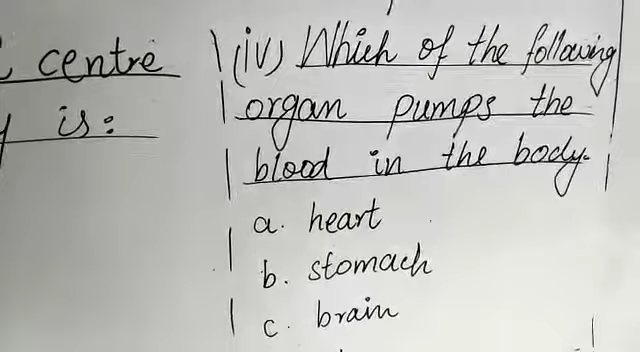 centre
is:
(iv) Which of the following
organ pumps the
blood in the body.
a. heart
b. stomach
c. brain